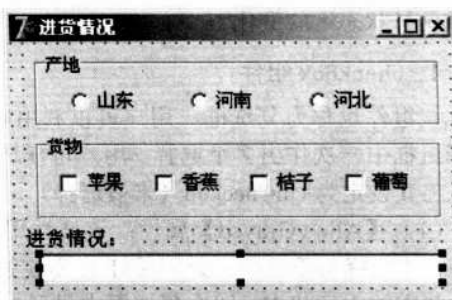 进货情况
产地
山东 河南 河北
货物
苹果 香蕉 桔子 葡萄
进货情况：